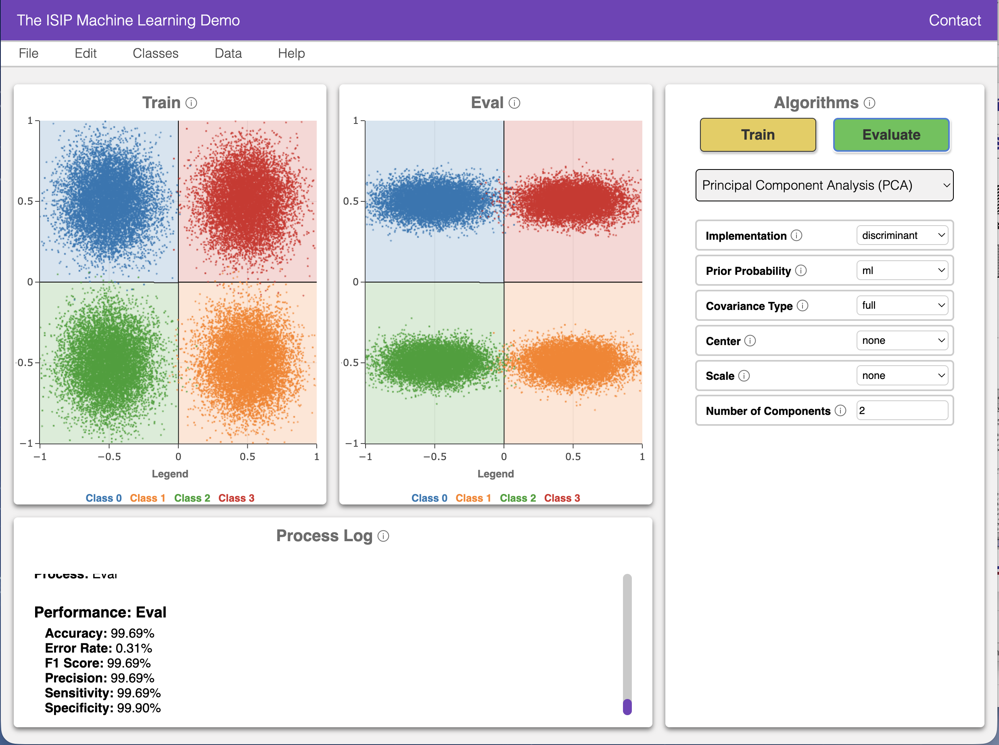 The ISIP Machine Learning Demo Contact
File Edit Classes Data Help
Train
1
0.5
0
-0.5
−1
−1 −0.5 0 0.5 1
Legend
Class 0 Class 1 Class 2 Class 3
Eval
1
0.5
0
-0.5
−1
−1 −0.5 0 0.5 1
Legend
Class 0 Class 1 Class 2 Class 3
Algorithms
Train Evaluate
Principal Component Analysis (PCA)
Implementation discriminant
Prior Probability ml
Covariance Type full
Center none
Scale none
Number of Components 2
Process Log
Process: Eval
Performance: Eval
Accuracy: 99.69%
Error Rate: 0.31%
F1 Score: 99.69%
Precision: 99.69%
Sensitivity: 99.69%
Specificity: 99.90%